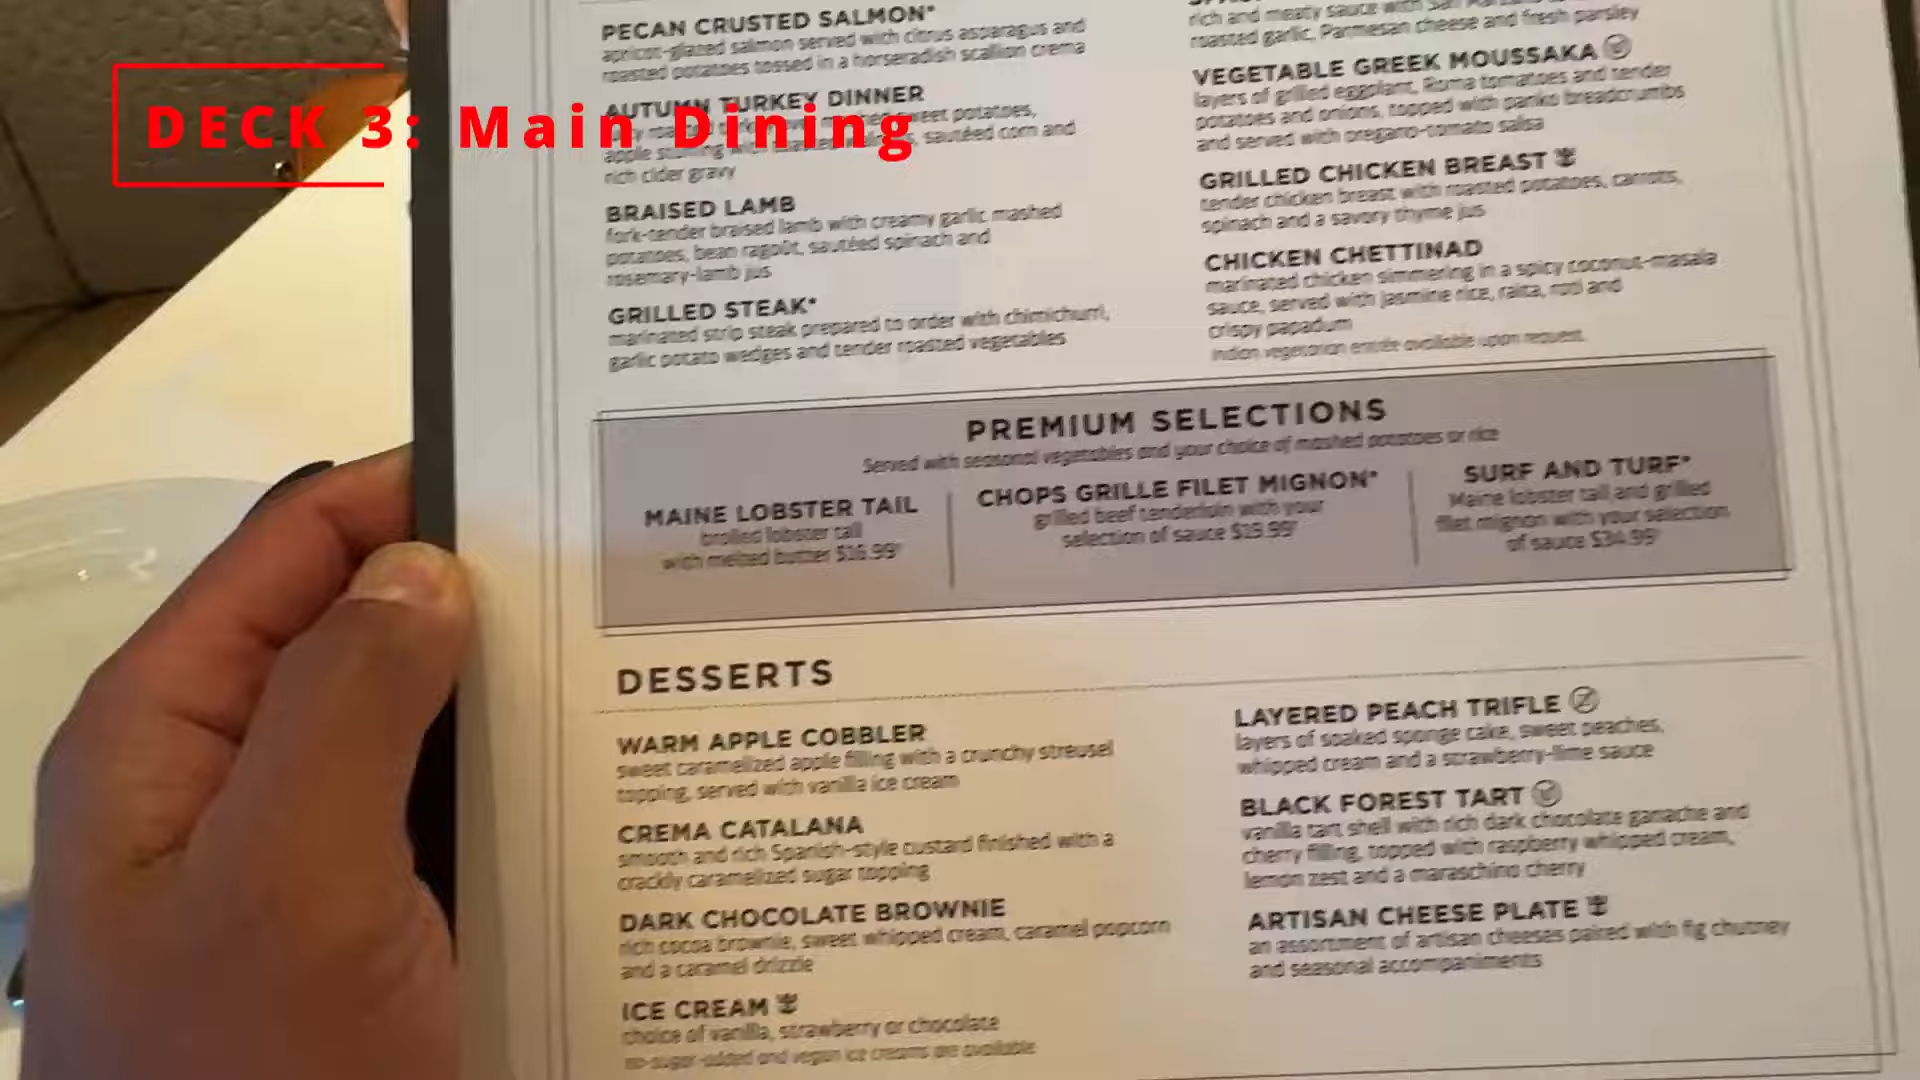 DECK 3: Main Dining
PECAN CRUSTED SALMON*
apricot-glazed salmon served with citrus asparagus and
roasted potatoes tossed in a horseradish scallion crema
AUTUMN TURKEY DINNER
sweet potatoes,
apple stuffing with sautéed corn and
rich cider gravy
BRAISED LAMB
fork-tender braised lamb with creamy garlic mashed
potatoes, bean ragoût, sautéed spinach and
rosemary-lamb jus
GRILLED STEAK*
marinated strip steak prepared to order with chimichurri,
garlic potato wedges and tender roasted vegetables
rich and meaty sauce with San
roasted garlic, Parmesan cheese and fresh parsley
VEGETABLE GREEK MOUSSAKA
layers of grilled eggplant, Roma tomatoes and tender
potatoes and onions, topped with panko breadcrumbs
and served with oregano-tomato salsa
GRILLED CHICKEN BREAST
tender chicken breast with roasted potatoes, carrots,
spinach and a savory thyme jus
CHICKEN CHETTINAD
marinated chicken simmering in a spicy coconut-masala
sauce, served with jasmine rice, raita, roti and
crispy papadum
Indian vegetarian entrée available upon request.
PREMIUM SELECTIONS
Served with seasonal vegetables and your choice of mashed potatoes or rice
MAINE LOBSTER TAIL
broiled lobster tail
with melted butter $16.99
CHOPS GRILLE FILET MIGNON*
grilled beef tenderloin with your
selection of sauce $19.99
SURF AND TURF*
Maine lobster tail and grilled
filet mignon with your selection
of sauce $34.99
DESSERTS
WARM APPLE COBBLER
sweet caramelized apple filling with a crunchy streusel
topping, served with vanilla ice cream
CREMA CATALANA
smooth and rich Spanish-style custard finished with a
crackly caramelized sugar topping
DARK CHOCOLATE BROWNIE
rich cocoa brownie, sweet whipped cream, caramel popcorn
and a caramel drizzle
ICE CREAM
choice of vanilla, strawberry or chocolate
no-sugar-added and vegan ice creams are available
LAYERED PEACH TRIFLE
layers of soaked sponge cake, sweet peaches,
whipped cream and a strawberry-lime sauce
BLACK FOREST TART
vanilla tart shell with rich dark chocolate ganache and
cherry filling, topped with raspberry whipped cream,
lemon zest and a maraschino cherry
ARTISAN CHEESE PLATE
an assortment of artisan cheeses paired with fig chutney
and seasonal accompaniments